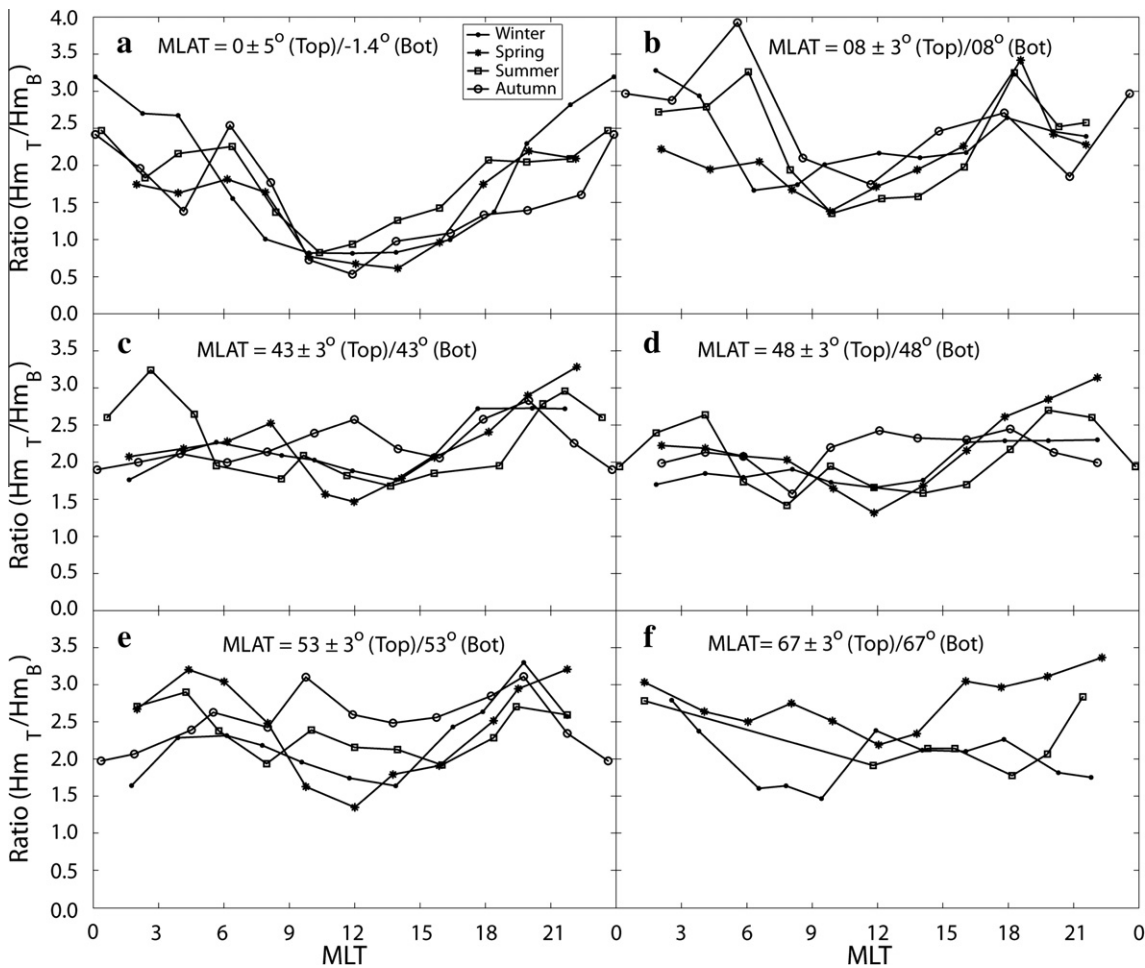 a MLAT = 0 ± 5° (Top)/-1.4° (Bot)
Winter
Spring
Summer
Autumn
b MLAT = 08 ± 3° (Top)/08° (Bot)
4.0
3.5
3.0
2.5
2.0
1.5
1.0
0.5
0.0
Ratio (Hm T/HmB)
c MLAT = 43 ± 3° (Top)/43° (Bot)
d MLAT = 48 ± 3° (Top)/48° (Bot)
3.5
3.0
2.5
2.0
1.5
1.0
0.5
0.0
Ratio (Hm T/HmB)
e MLAT = 53 ± 3° (Top)/53° (Bot)
f MLAT= 67 ± 3° (Top)/67° (Bot)
3.5
3.0
2.5
2.0
1.5
1.0
0.5
0.0
Ratio (Hm T/HmB)
0 3 6 9 12 15 18 21 0 3 6 9 12 15 18 21 0
MLT MLT